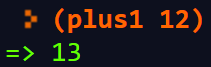 > (plus1 12)
=> 13